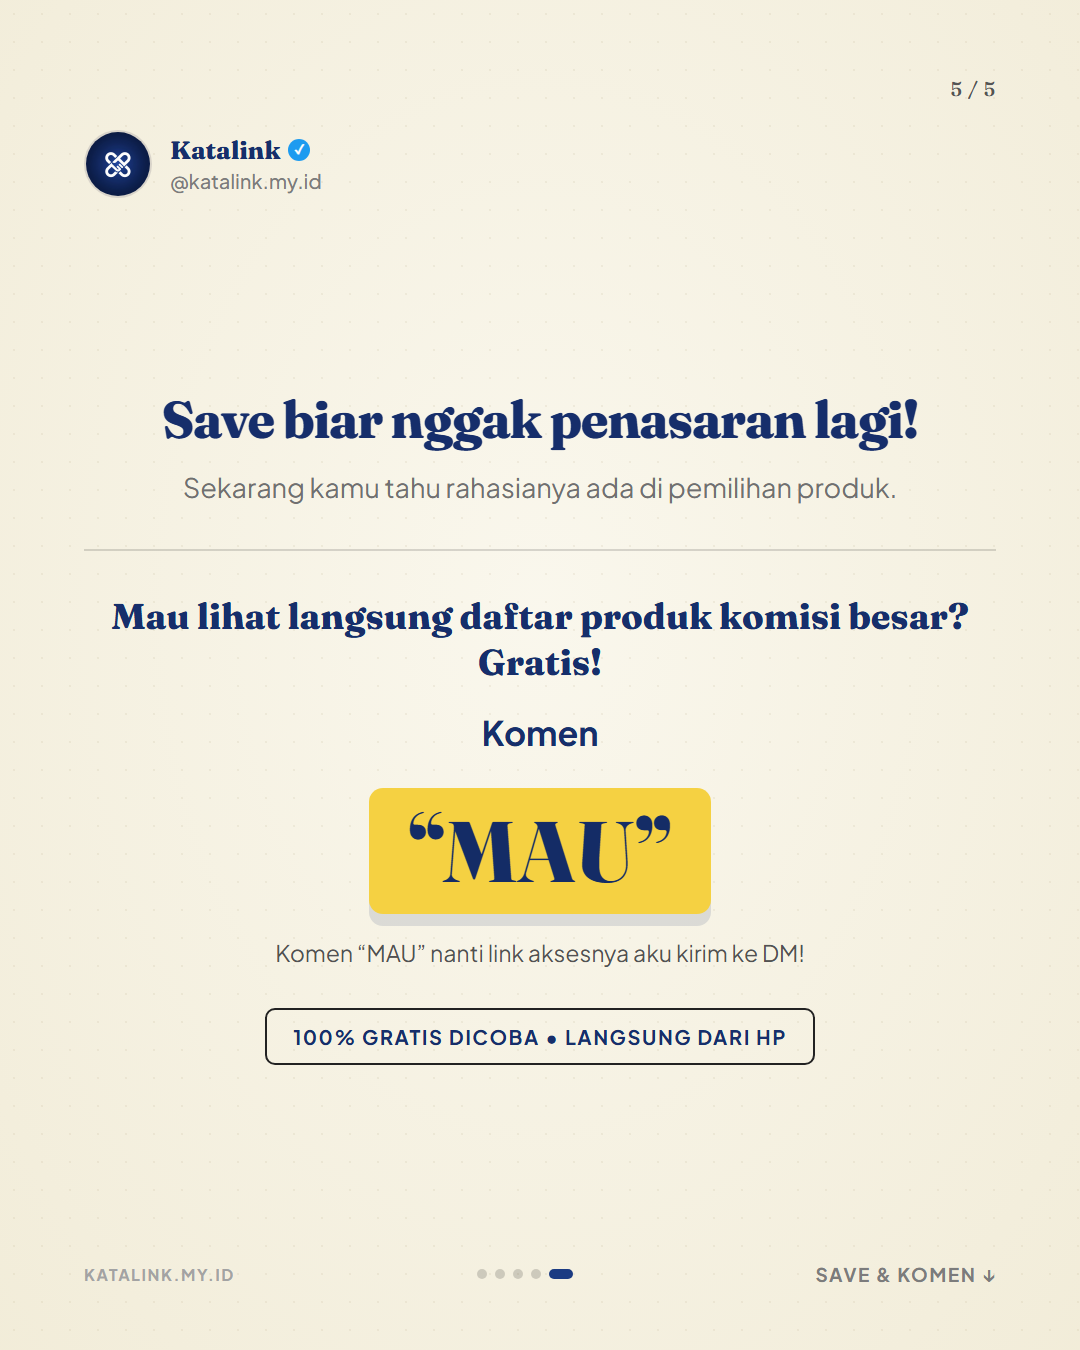 5 / 5
Katalink
@katalink.my.id
Save biar nggak penasaran lagi!
Sekarang kamu tahu rahasianya ada di pemilihan produk.
Mau lihat langsung daftar produk komisi besar?
Gratis!
Komen
“MAU”
Komen “MAU” nanti link aksesnya aku kirim ke DM!
100% GRATIS DICOBA • LANGSUNG DARI HP
KATALINK.MY.ID
SAVE & KOMEN ↓